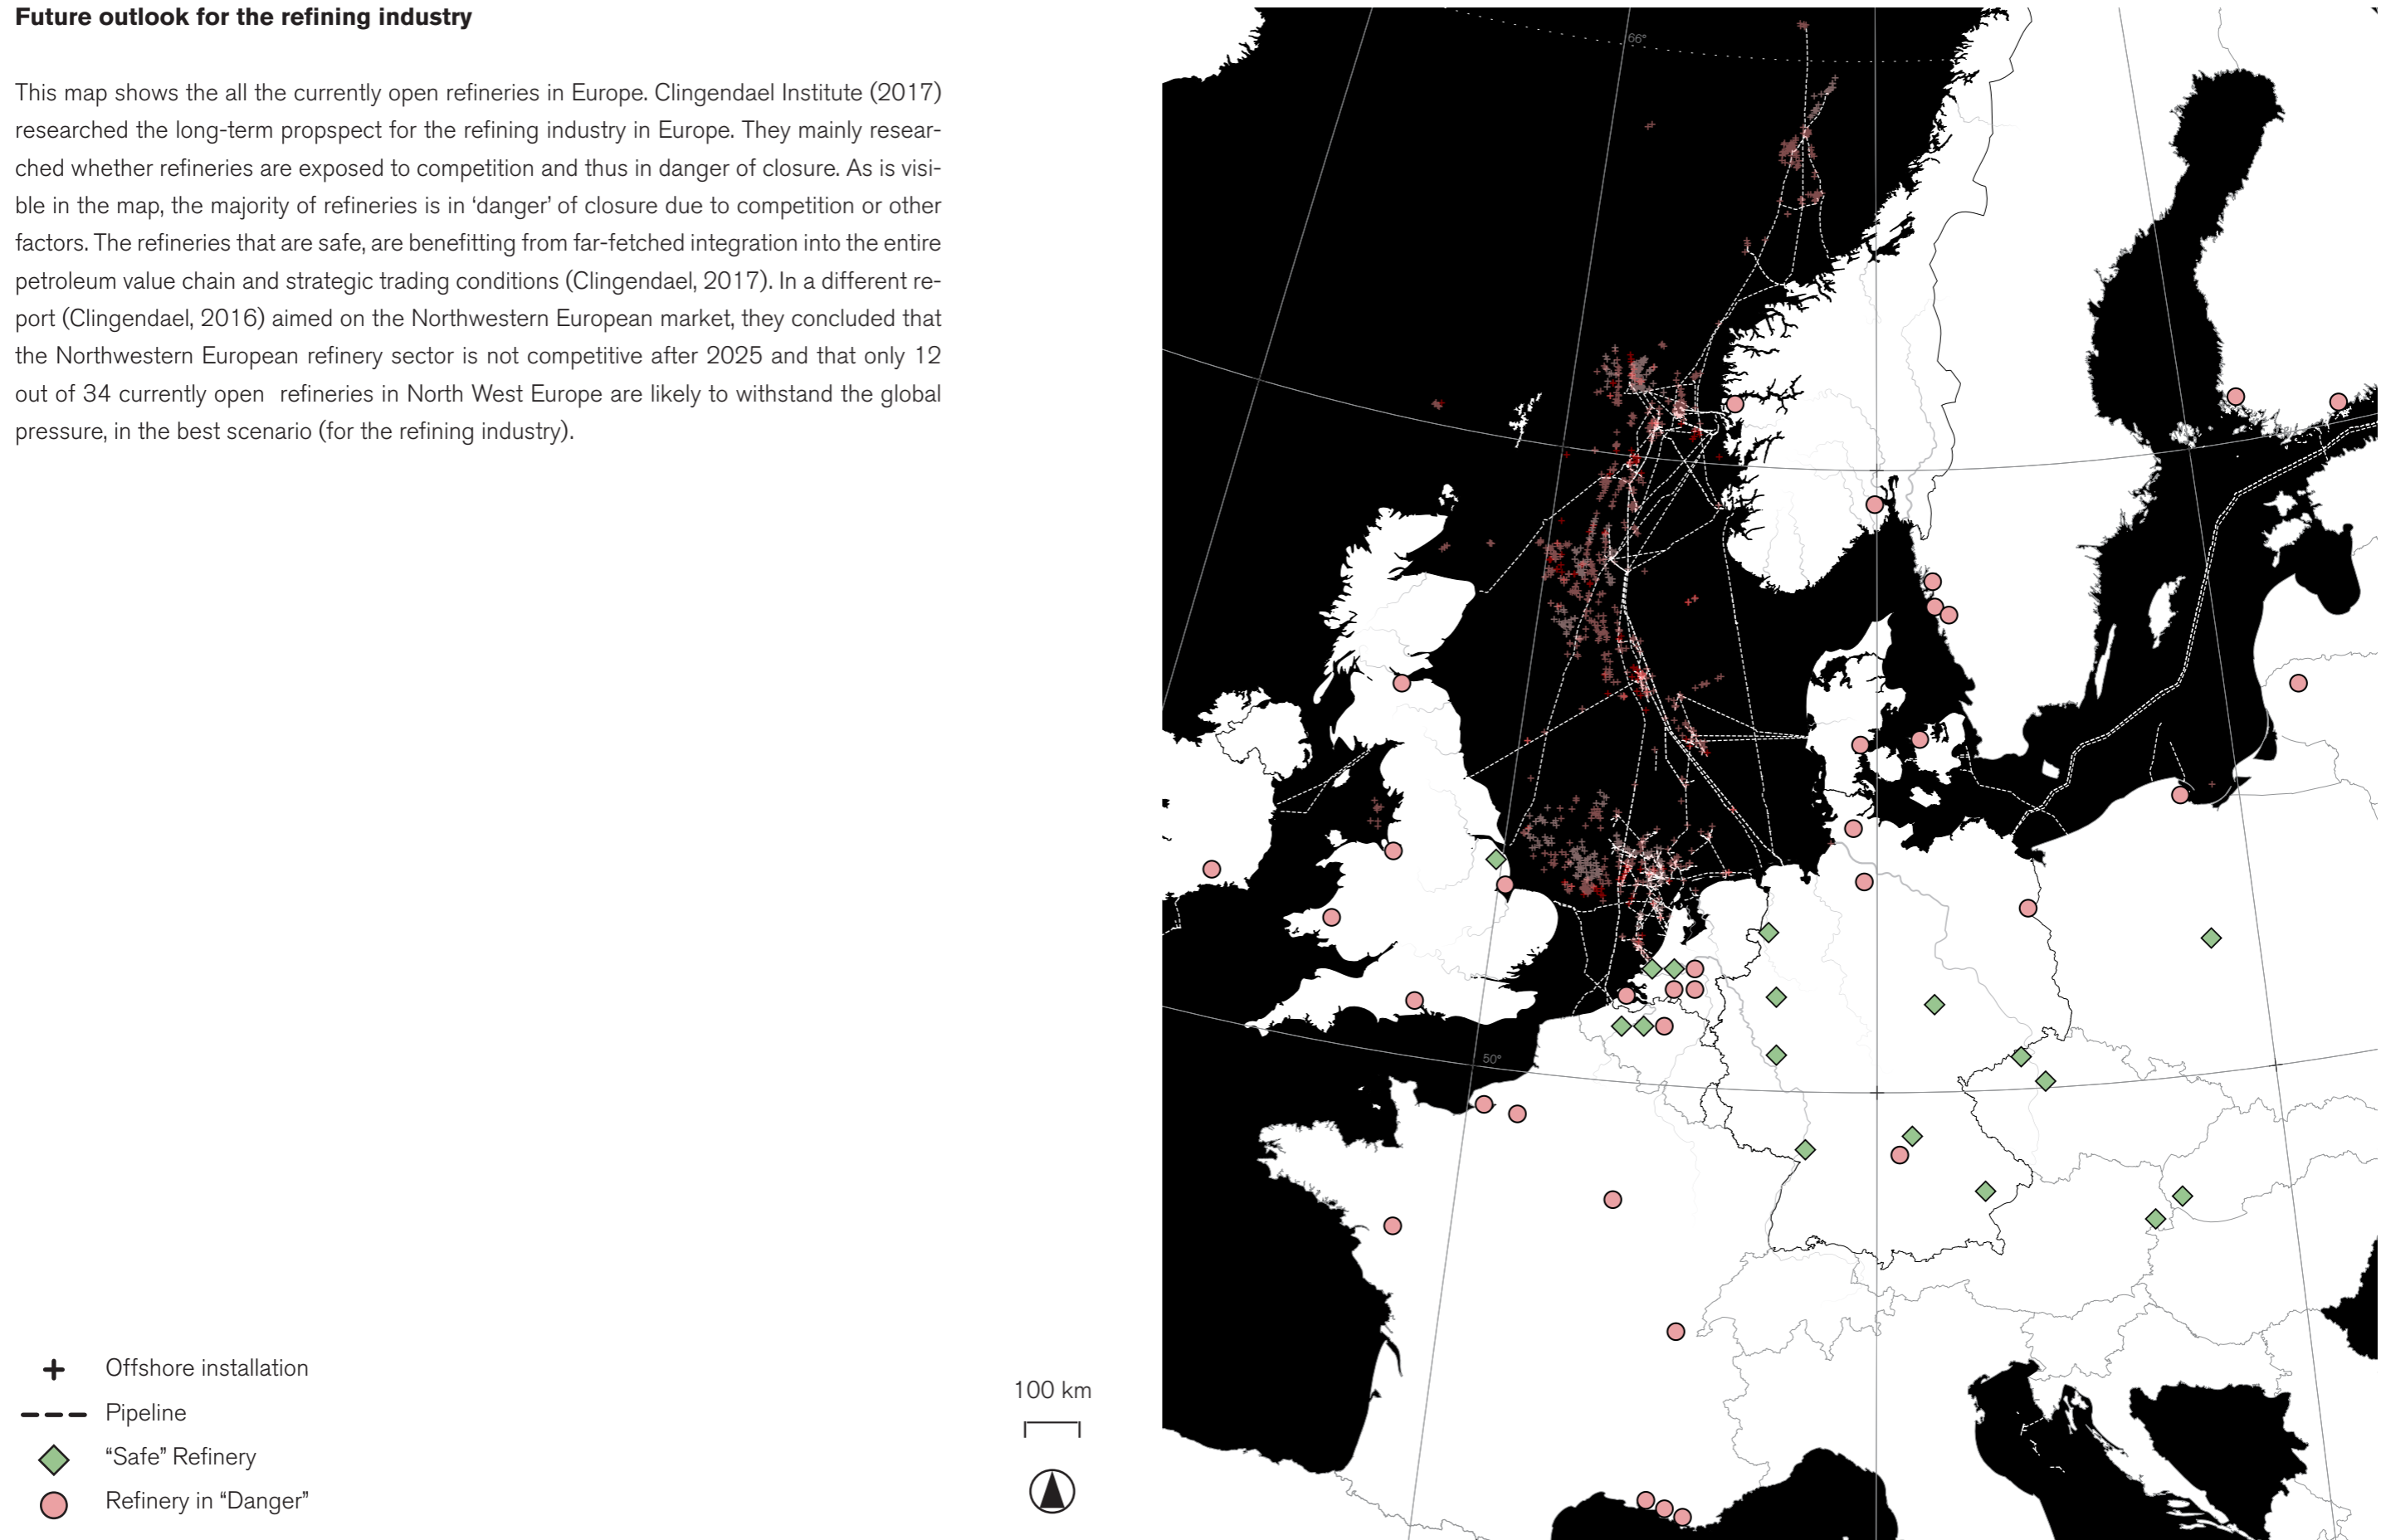 Future outlook for the refining industry
This map shows the all the currently open refineries in Europe. Clingendael Institute (2017)
researched the long-term propspect for the refining industry in Europe. They mainly resear-
ched whether refineries are exposed to competition and thus in danger of closure. As is visi-
ble in the map, the majority of refineries is in ‘danger’ of closure due to competition or other
factors. The refineries that are safe, are benefitting from far-fetched integration into the entire
petroleum value chain and strategic trading conditions (Clingendael, 2017). In a different re-
port (Clingendael, 2016) aimed on the Northwestern European market, they concluded that
the Northwestern European refinery sector is not competitive after 2025 and that only 12
out of 34 currently open  refineries in North West Europe are likely to withstand the global
pressure, in the best scenario (for the refining industry).
66°
50°
Offshore installation
Pipeline
“Safe” Refinery
Refinery in “Danger”
100 km